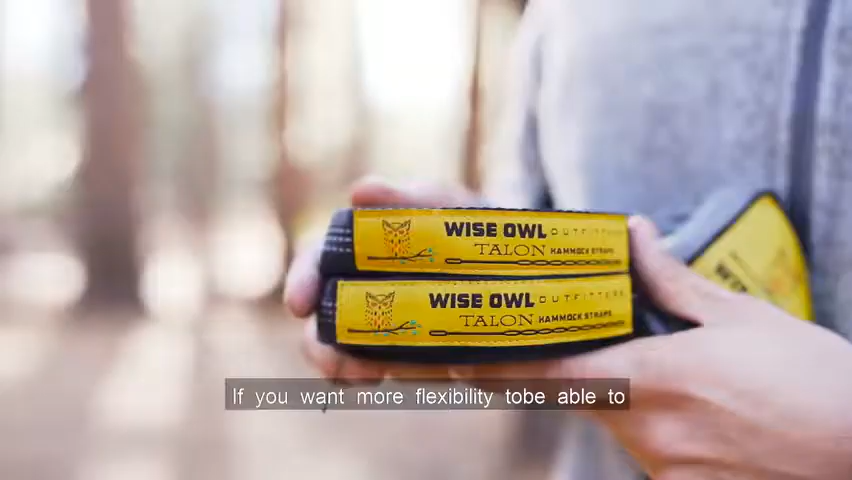 WISE OWL OUTFITTERS
TALON HAMMOCK STRAPS
WISE OWL OUTFITTERS
TALON HAMMOCK STRAPS
If you want more flexibility tobe able to